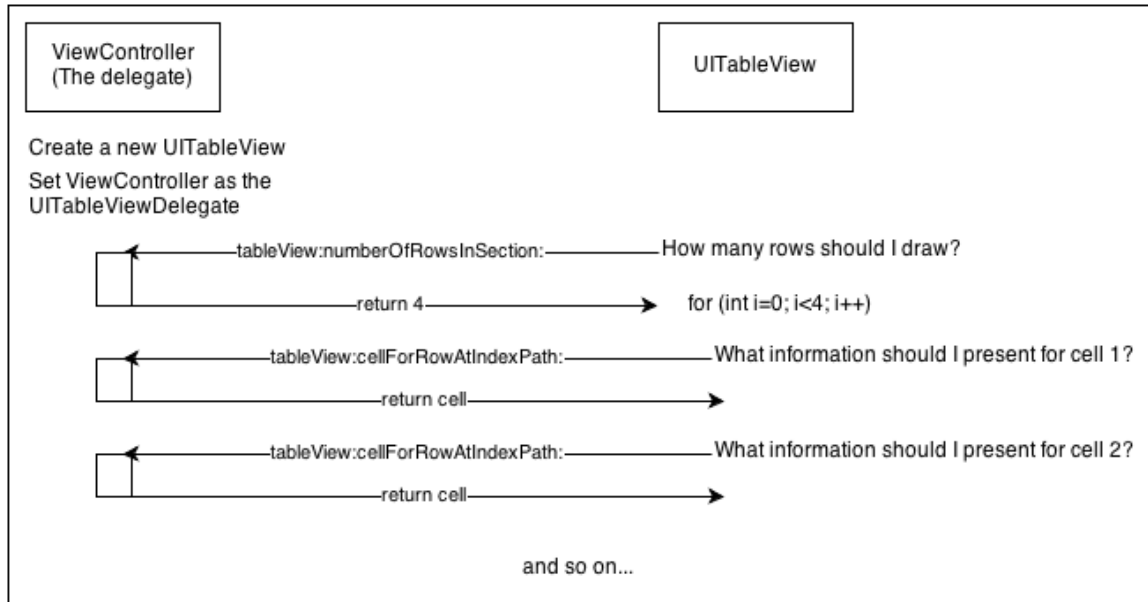 ViewController
(The delegate)
UITableView
Create a new UITableView
Set ViewController as the
UITableViewDelegate
tableView:numberOfRowsInSection:
How many rows should I draw?
return 4
for (int i=0; i<4; i++)
tableView:cellForRowAtIndexPath:
What information should I present for cell 1?
return cell
tableView:cellForRowAtIndexPath:
What information should I present for cell 2?
return cell
and so on...